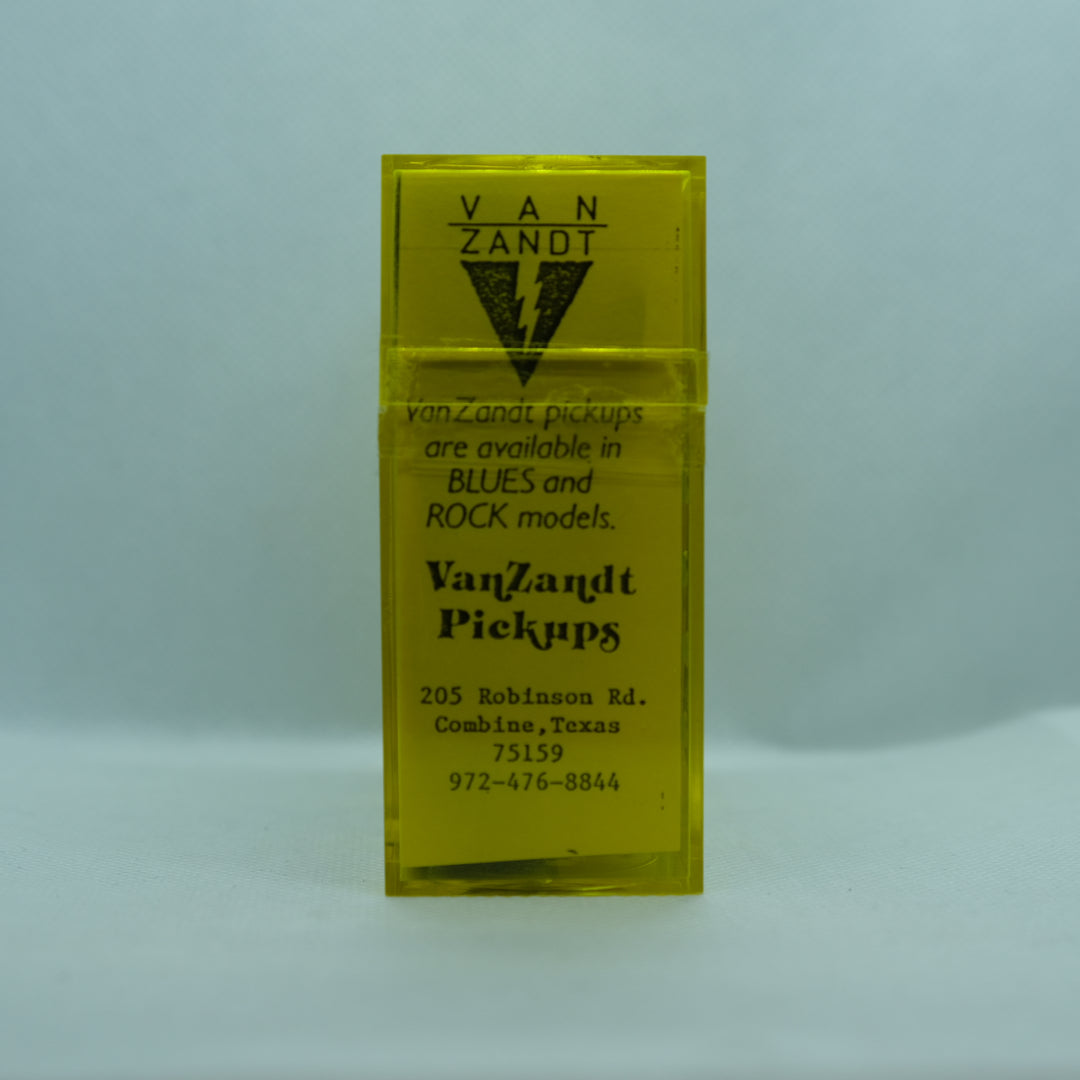 VAN
ZANDT
VanZandt pickups
are available in
BLUES and
ROCK models.
VanZandt
Pickups
205 Robinson Rd.
Combine,Texas
75159
972-476-8844